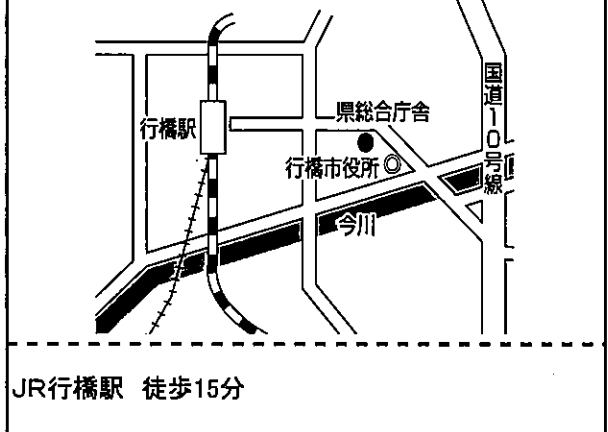 県総合庁舎
行橋駅
行橋市役所
国道10号線
今川
JR行橋駅 徒歩15分